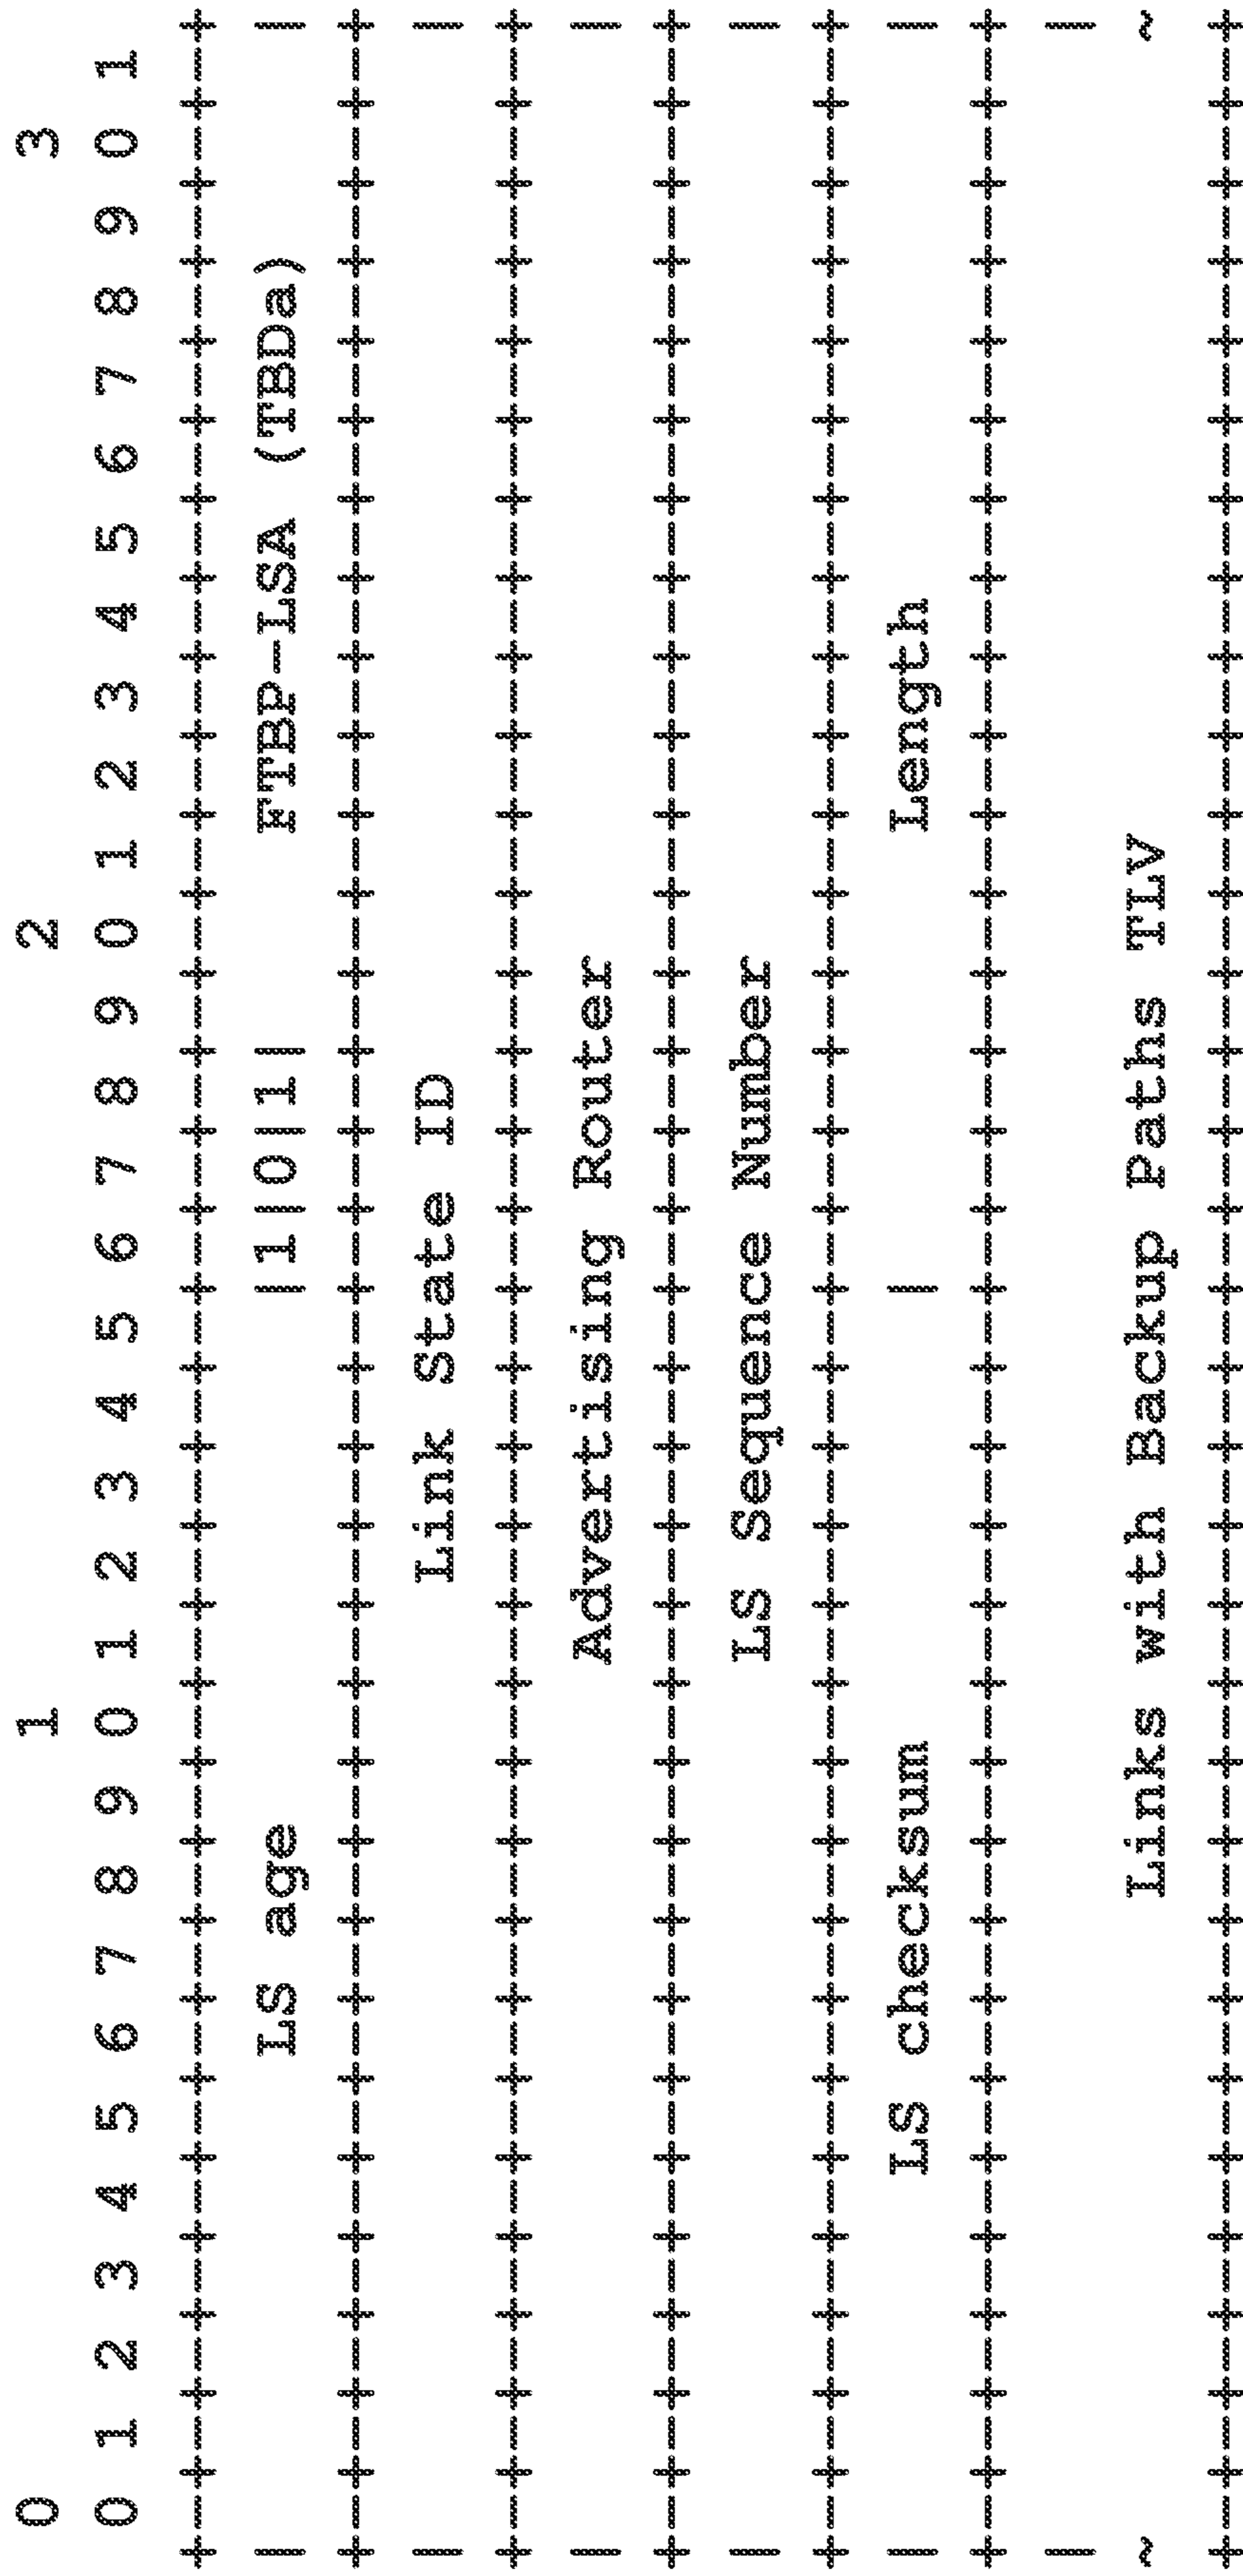 0                   1                   2                   3
 0 1 2 3 4 5 6 7 8 9 0 1 2 3 4 5 6 7 8 9 0 1 2 3 4 5 6 7 8 9 0 1
+-+-+-+-+-+-+-+-+-+-+-+-+-+-+-+-+-+-+-+-+-+-+-+-+-+-+-+-+-+-+-+-+
|            LS age             |1|0|1|     FTBP-LSA (TBDa)     |
+-+-+-+-+-+-+-+-+-+-+-+-+-+-+-+-+-+-+-+-+-+-+-+-+-+-+-+-+-+-+-+-+
|                        Link State ID                          |
+-+-+-+-+-+-+-+-+-+-+-+-+-+-+-+-+-+-+-+-+-+-+-+-+-+-+-+-+-+-+-+-+
|                      Advertising Router                       |
+-+-+-+-+-+-+-+-+-+-+-+-+-+-+-+-+-+-+-+-+-+-+-+-+-+-+-+-+-+-+-+-+
|                      LS Sequence Number                       |
+-+-+-+-+-+-+-+-+-+-+-+-+-+-+-+-+-+-+-+-+-+-+-+-+-+-+-+-+-+-+-+-+
|         LS checksum           |           Length              |
+-+-+-+-+-+-+-+-+-+-+-+-+-+-+-+-+-+-+-+-+-+-+-+-+-+-+-+-+-+-+-+-+
|                                                               |
~                Links with Backup Paths TLV                    ~
+-+-+-+-+-+-+-+-+-+-+-+-+-+-+-+-+-+-+-+-+-+-+-+-+-+-+-+-+-+-+-+-+